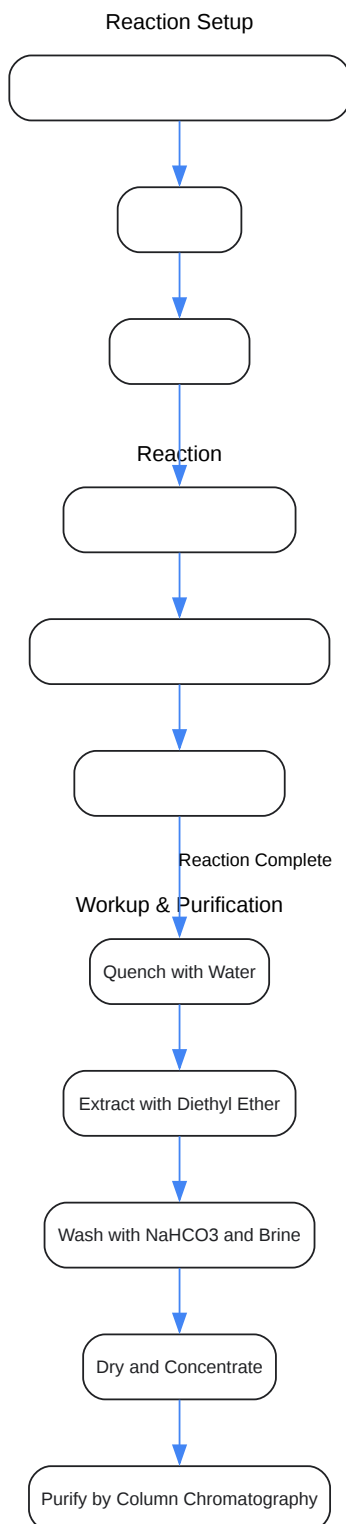 Reaction Setup
Reaction
Reaction Complete
Workup & Purification
Quench with Water
Extract with Diethyl Ether
Wash with NaHCO3 and Brine
Dry and Concentrate
Purify by Column Chromatography